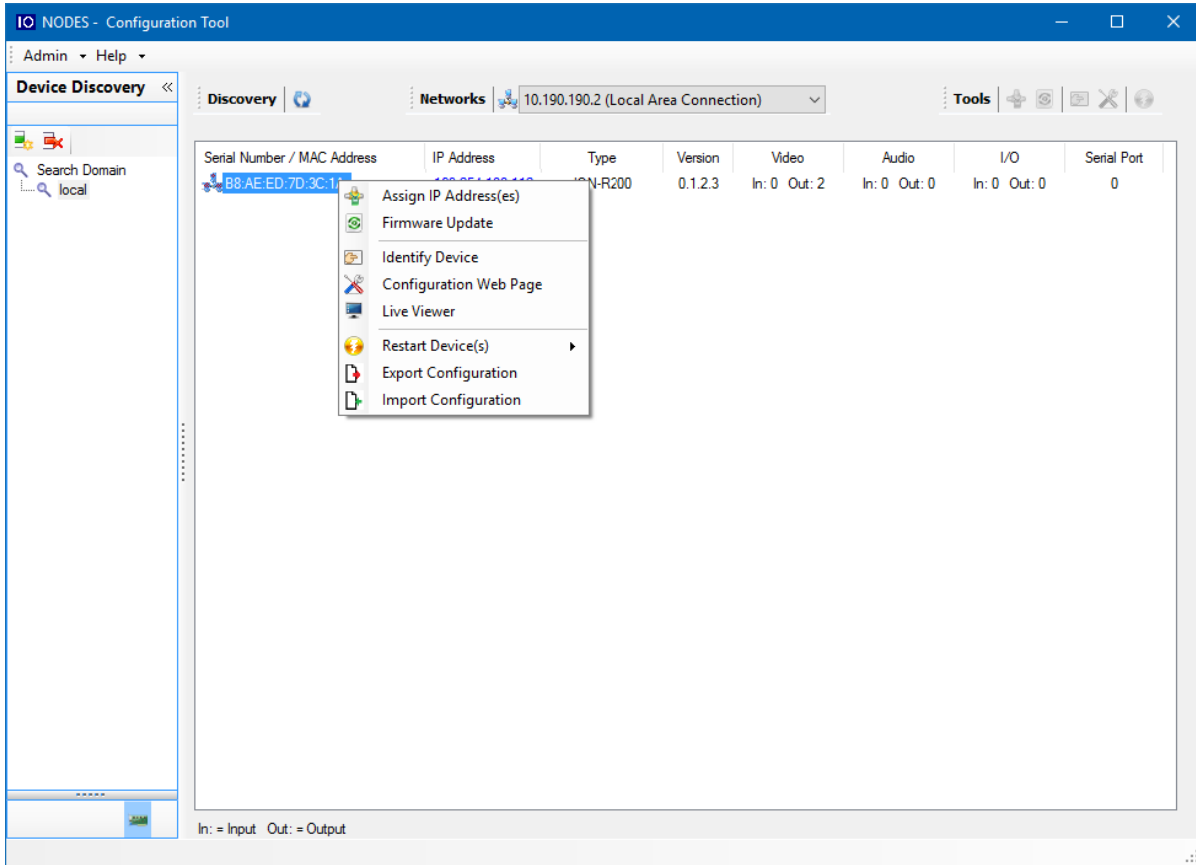 IO NODES - Configuration Tool
Admin Help
Device Discovery «
Discovery
Networks 10.190.190.2 (Local Area Connection)
Tools
Search Domain
local
Serial Number / MAC Address IP Address Type Version Video Audio I/O Serial Port
B8:AE:ED:7D:3C:1A 0.1.2.3 In: 0 Out: 2 In: 0 Out: 0 In: 0 Out: 0 0
Assign IP Address(es)
Firmware Update
Identify Device
Configuration Web Page
Live Viewer
Restart Device(s)
Export Configuration
Import Configuration
In: = Input Out: = Output